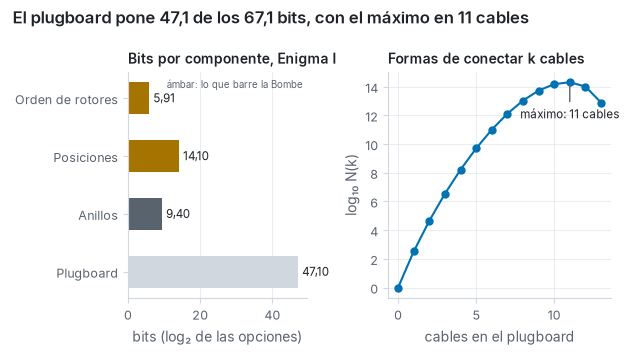 El plugboard pone 47,1 de los 67,1 bits, con el máximo en 11 cables
Bits por componente, Enigma I
ámbar: lo que barre la Bombe
Orden de rotores
5,91
Posiciones
14,10
Anillos
9,40
Plugboard
47,10
0 20 40
bits (log₂ de las opciones)
Formas de conectar k cables
log₁₀ N(k)
14
12
10
8
6
4
2
0
máximo: 11 cables
0 5 10
cables en el plugboard